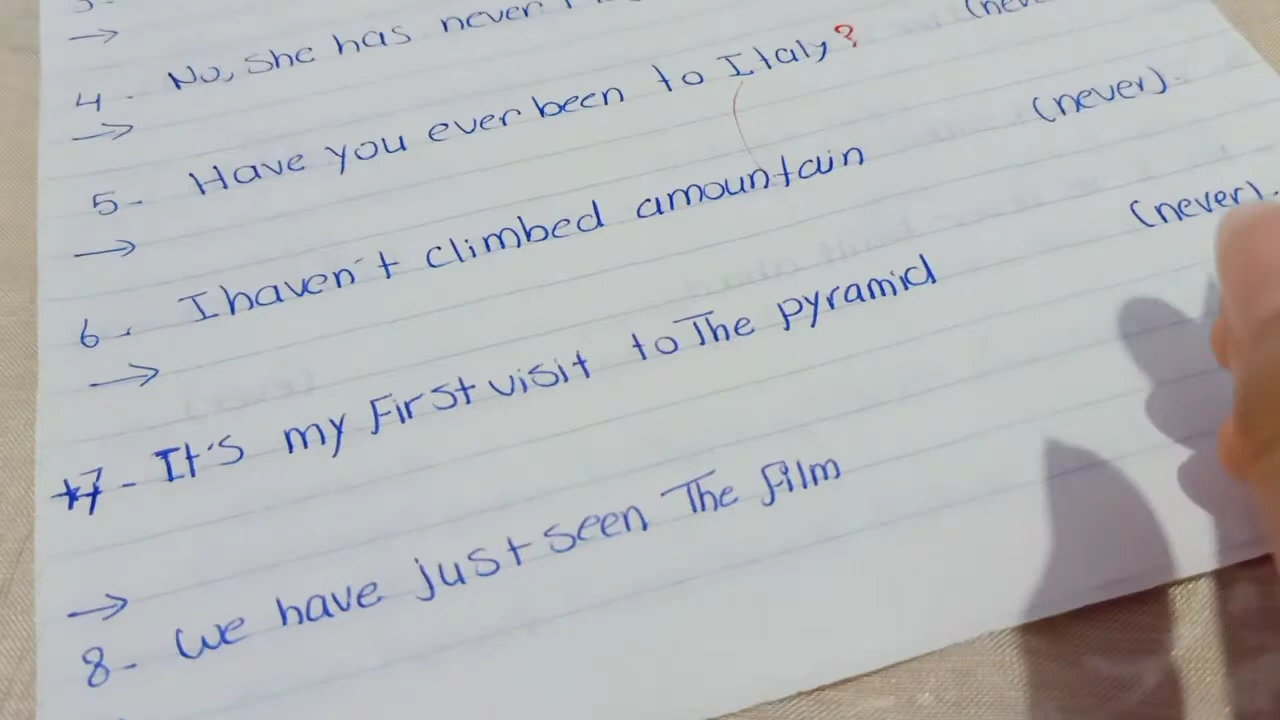 4- No, She has never
5- Have you ever been to Italy?
6- I haven't climbed amountain (never).
*7- It's my First visit to The pyramid (never).
8- We have just seen The film